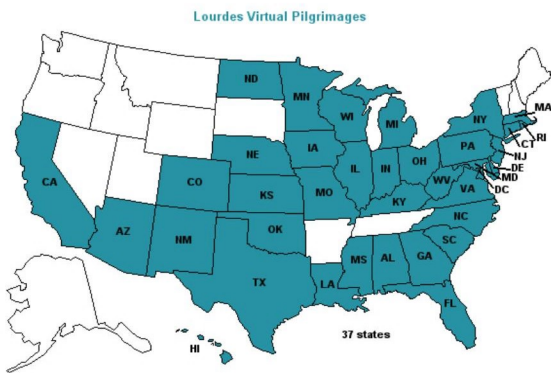 Lourdes Virtual Pilgrimages
ND
MN
WI
MI
NY
MA
RI
CT
PA
NJ
DE
MD
DC
CA
NE
IA
IL
IN
OH
WV
VA
CO
KS
MO
KY
NC
AZ
NM
OK
SC
MS
AL
GA
TX
LA
FL
HI
37 states